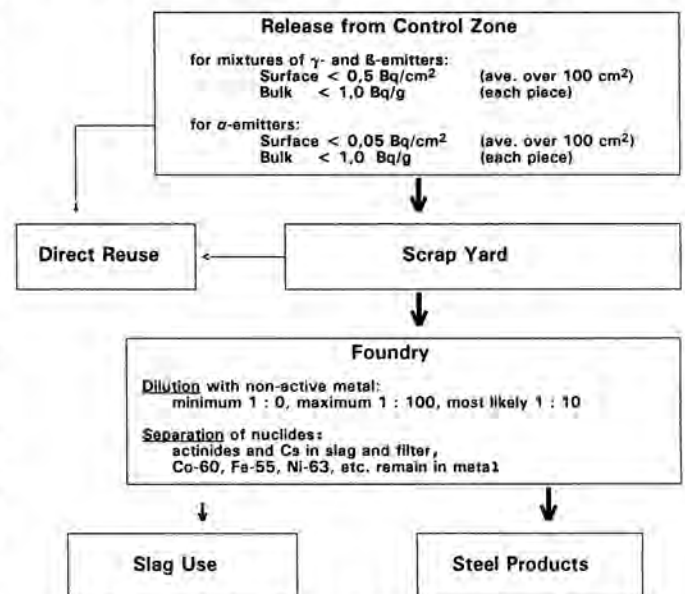 Release from Control Zone
for mixtures of γ- and ß-emitters:
Surface < 0,5 Bq/cm² (ave. over 100 cm²)
Bulk < 1,0 Bq/g (each piece)
for α-emitters:
Surface < 0,05 Bq/cm² (ave. over 100 cm²)
Bulk < 1,0 Bq/g (each piece)
Direct Reuse
Scrap Yard
Foundry
Dilution with non-active metal:
minimum 1 : 0, maximum 1 : 100, most likely 1 : 10
Separation of nuclides:
actinides and Cs in slag and filter,
Co-60, Fe-55, Ni-63, etc. remain in metal
Slag Use
Steel Products